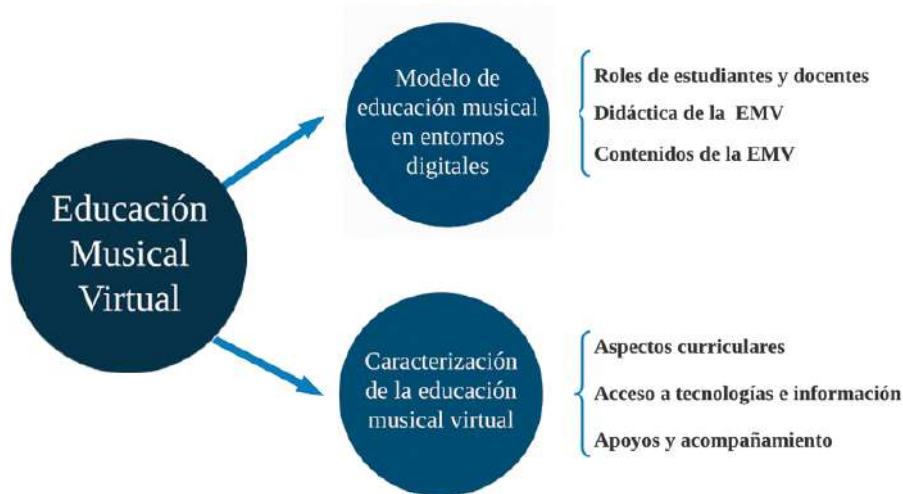 Educación
Musical
Virtual
Modelo de
educación musical
en entornos
digitales
Roles de estudiantes y docentes
Didáctica de la EMV
Contenidos de la EMV
Caracterización
de la educación
musical virtual
Aspectos curriculares
Acceso a tecnologías e información
Apoyos y acompañamiento